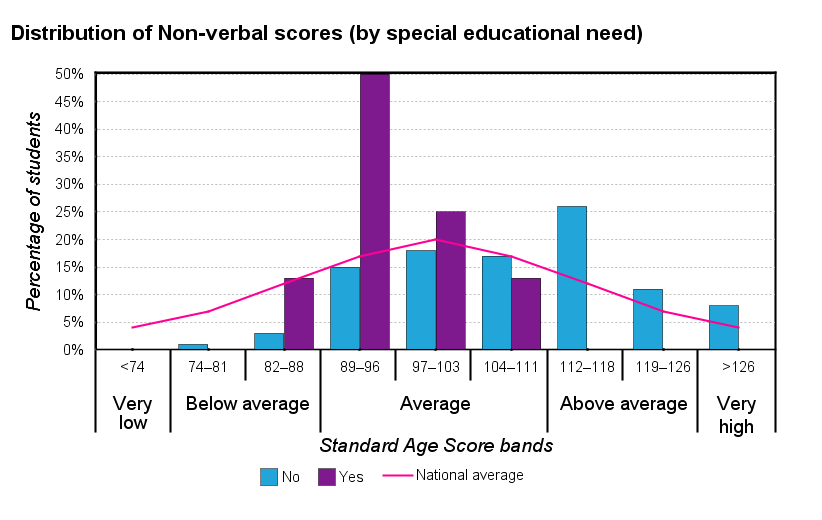 Distribution of Non-verbal scores (by special educational need)
Percentage of students
50%
45%
40%
35%
30%
25%
20%
15%
10%
5%
0%
<74 74–81 82–88 89–96 97–103 104–111 112–118 119–126 >126
Very low Below average Average Above average Very high
Standard Age Score bands
No Yes National average